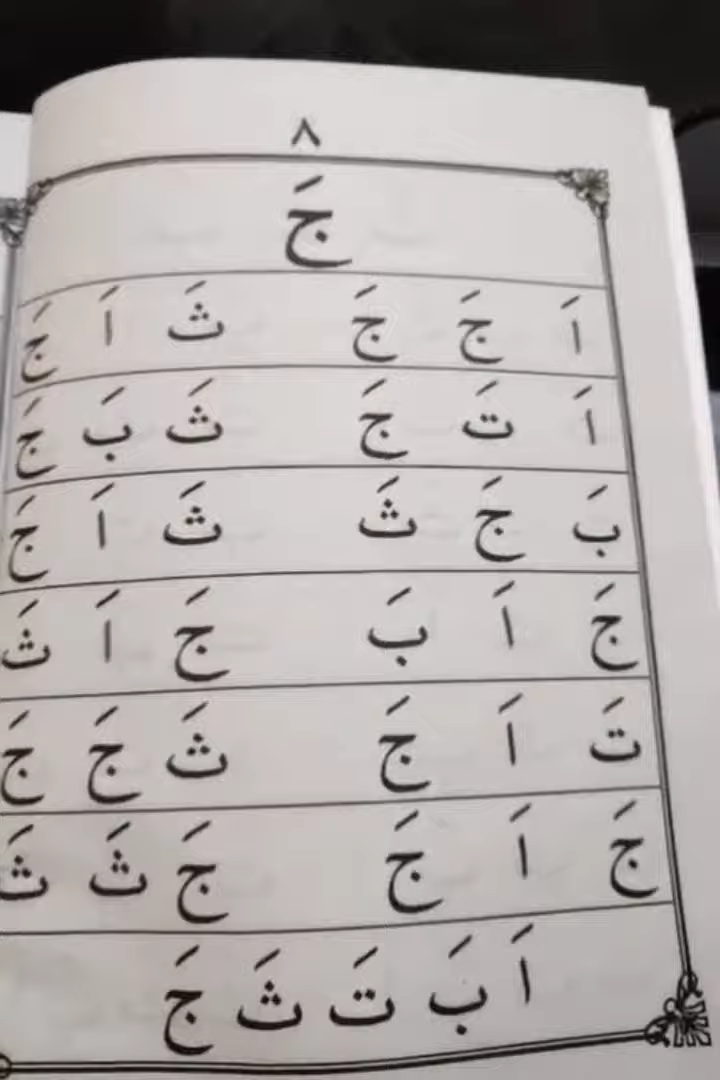 ٨
جَ
اَ جَ جَ ثَ اَ جَ
اَ تَ جَ ثَ بَ جَ
بَ جَ ثَ ثَ اَ جَ
جَ اَ بَ جَ اَ ثَ
تَ اَ جَ ثَ جَ جَ
جَ اَ جَ جَ ثَ ثَ
اَ بَ تَ ثَ جَ